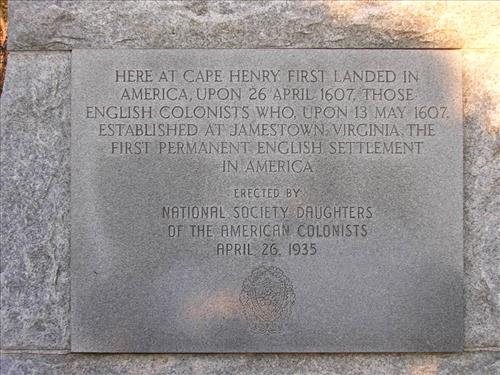 HERE AT CAPE HENRY FIRST LANDED IN
AMERICA, UPON 26 APRIL 1607, THOSE
ENGLISH COLONISTS WHO, UPON 13 MAY 1607,
ESTABLISHED AT JAMESTOWN, VIRGINIA, THE
FIRST PERMANENT ENGLISH SETTLEMENT
IN AMERICA
ERECTED BY
NATIONAL SOCIETY DAUGHTERS
OF THE AMERICAN COLONISTS
APRIL 26, 1935